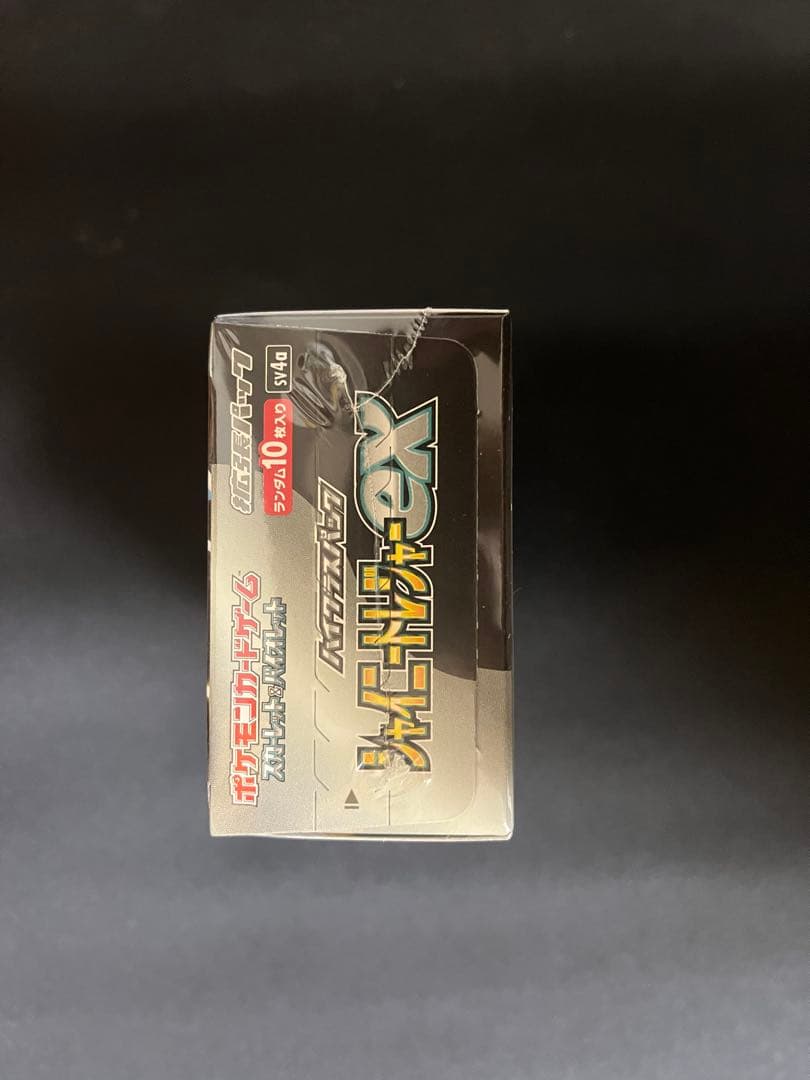 ポケモンカードゲーム
スカーレット&バイオレット
拡張パック
ランダム10枚入り
SV4a
ハイクラスパック
シャイニートレジャーex